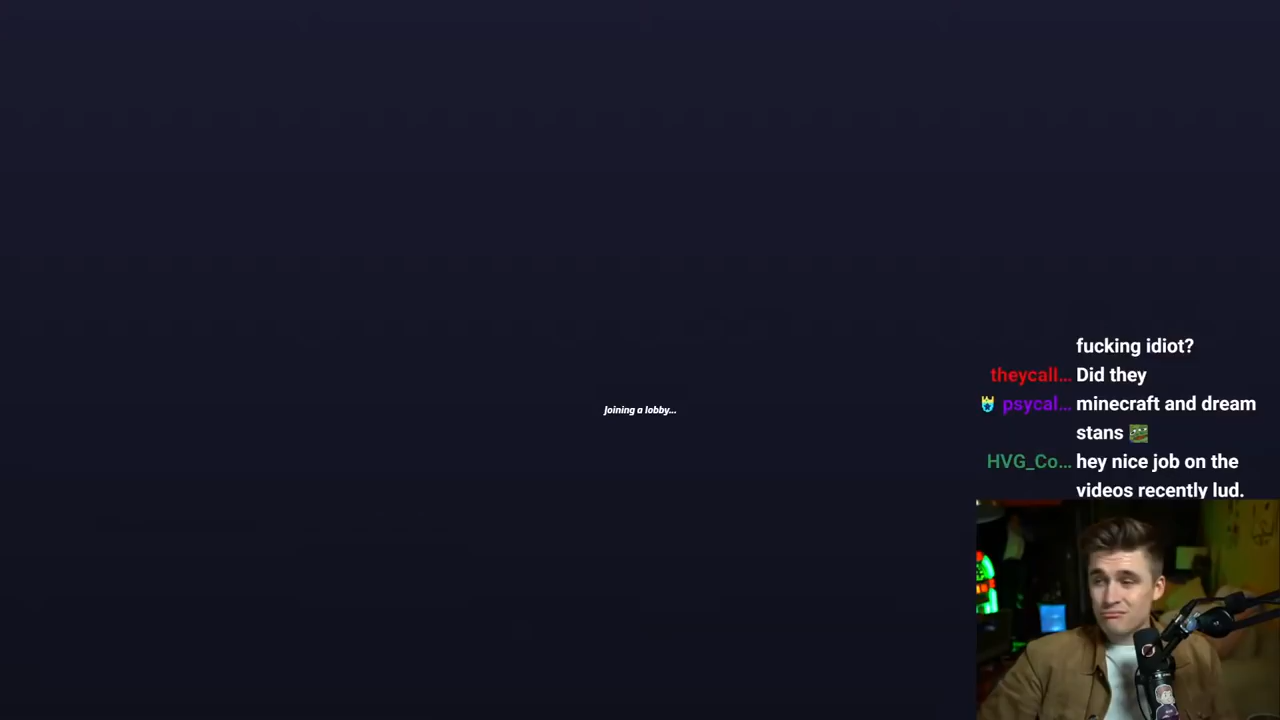 fucking idiot?
theycall... Did they
psycal... minecraft and dream
stans
Joining a lobby...
HVG_Co... hey nice job on the
videos recently lud.